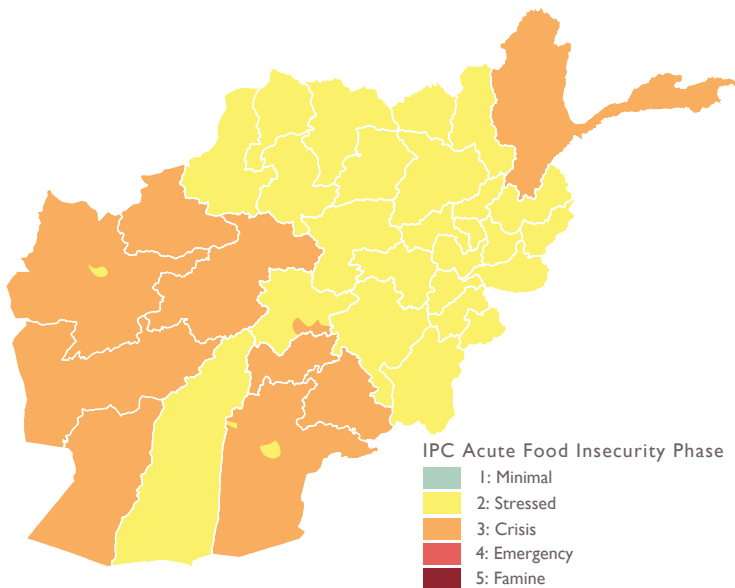 IPC Acute Food Insecurity Phase
1: Minimal
2: Stressed
3: Crisis
4: Emergency
5: Famine